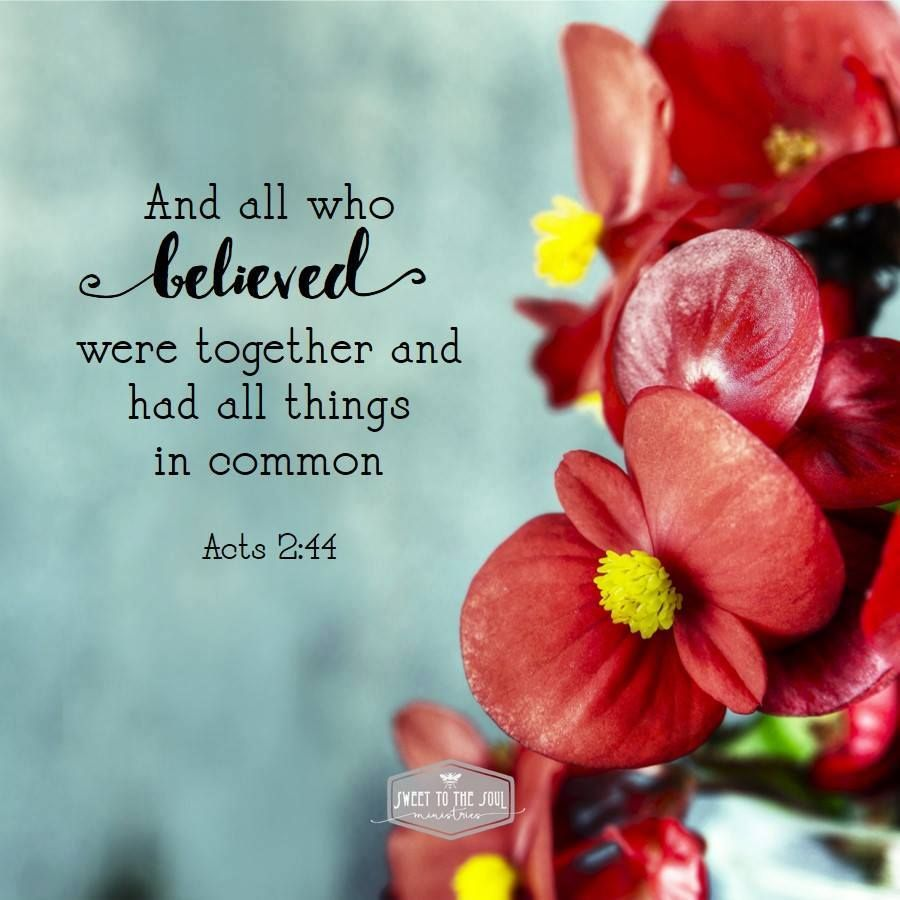 And all who
believed
were together and
had all things
in common
Acts 2:44
SWEET TO THE SOUL
ministries